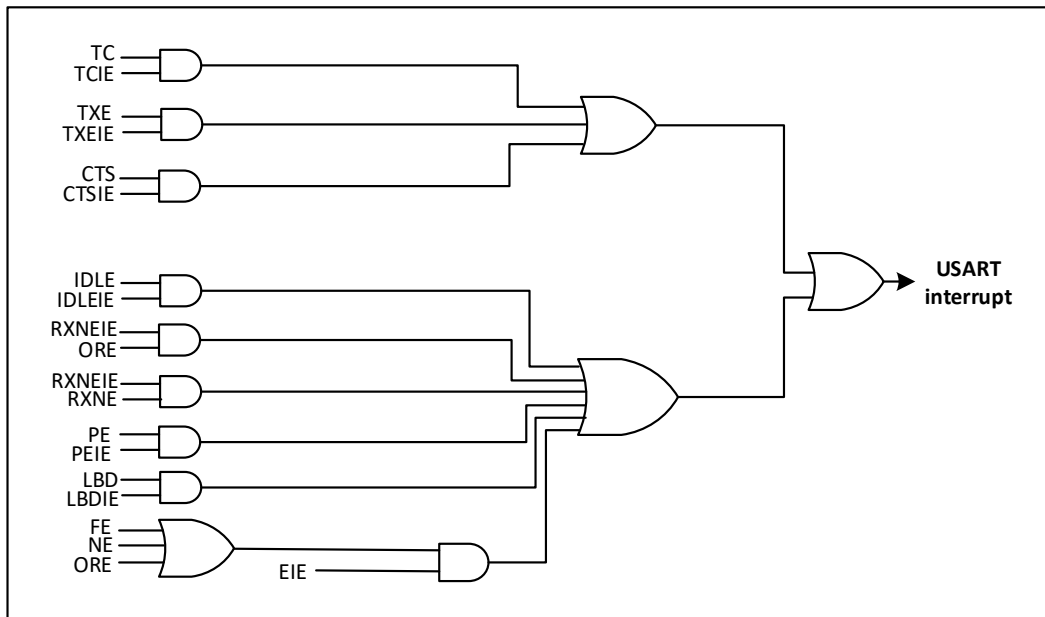 TC
TCIE
TXE
TXEIE
CTS
CTSIE
IDLE
IDLEIE
RXNEIE
ORE
RXNEIE
RXNE
PE
PEIE
LBD
LBDIE
FE
NE
ORE
EIE
USART
interrupt